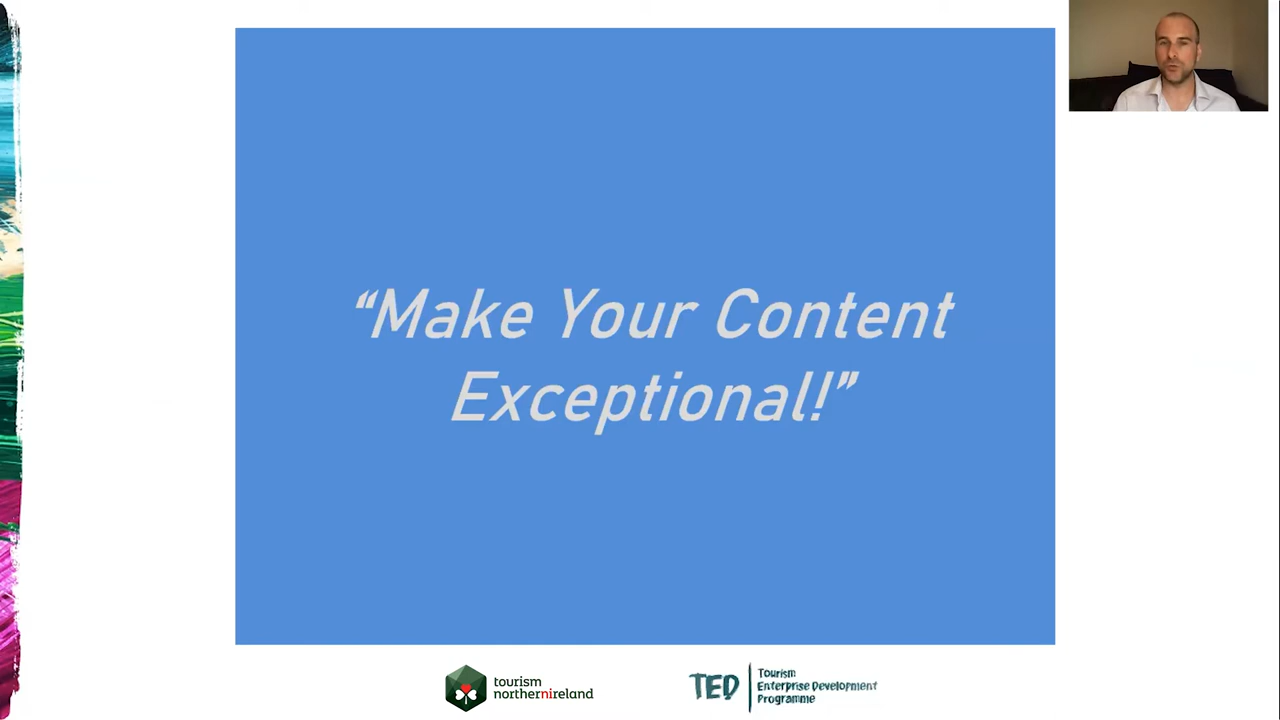 “Make Your Content
Exceptional!”
tourism
northernireland
TED
Tourism
Enterprise Development
Programme